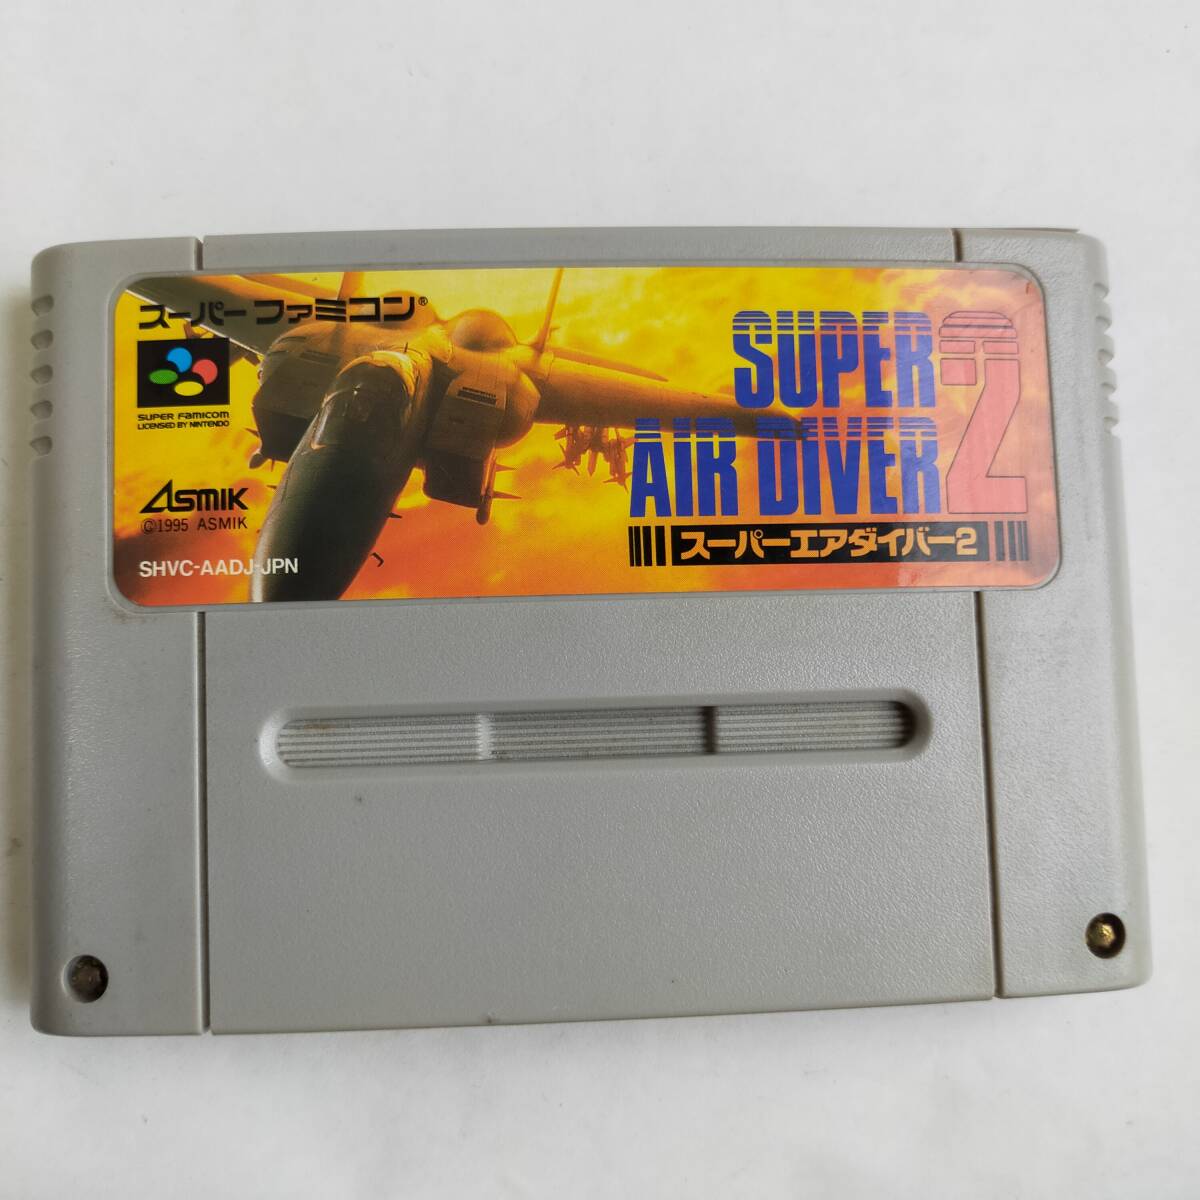 スーパーファミコン®
SUPER FAMICOM
LICENSED BY NINTENDO
ASMIK
©1995 ASMIK
SHVC-AADJ-JPN
SUPER
AIR DIVER 2
スーパーエアダイバー2